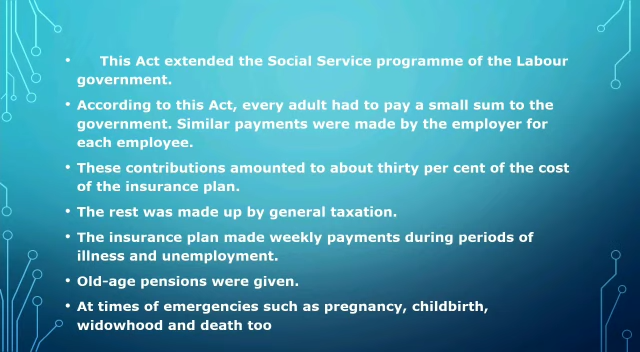 • This Act extended the Social Service programme of the Labour
government.
• According to this Act, every adult had to pay a small sum to the
government. Similar payments were made by the employer for
each employee.
• These contributions amounted to about thirty per cent of the cost
of the insurance plan.
• The rest was made up by general taxation.
• The insurance plan made weekly payments during periods of
illness and unemployment.
• Old-age pensions were given.
• At times of emergencies such as pregnancy, childbirth,
widowhood and death too